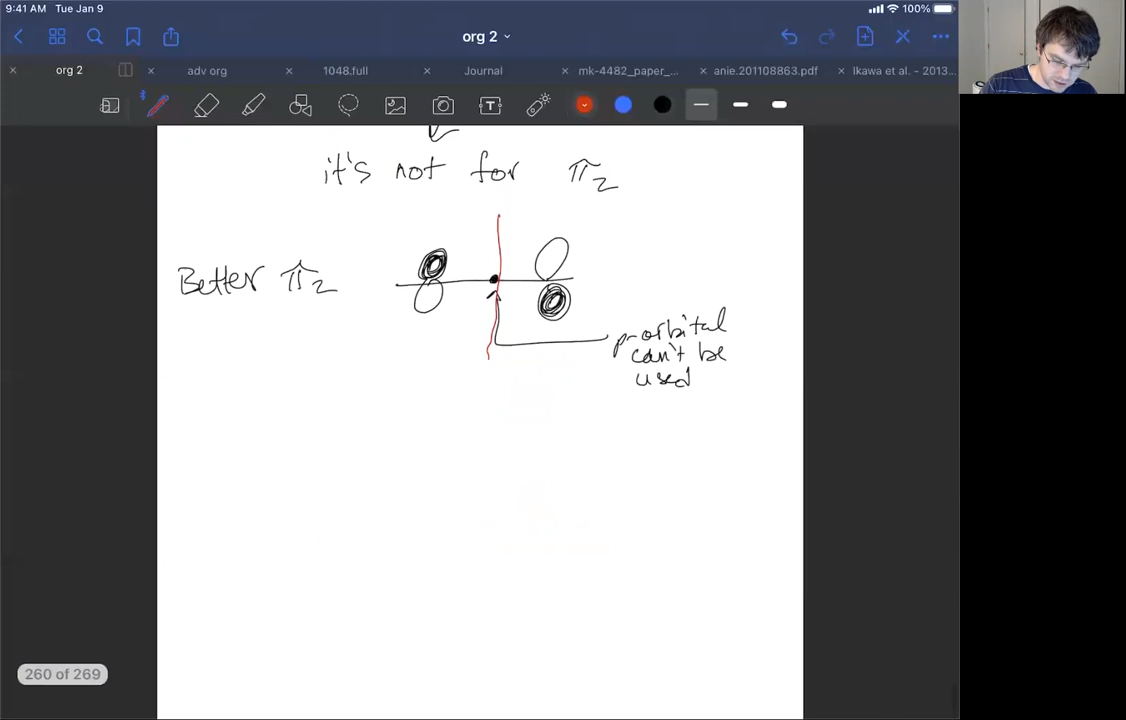 9:41 AM Tue Jan 9
100%
org 2
org 2
adv org
1048.full
Journal
mk-4482_paper_...
anie.201108863.pdf
Ikawa et al. - 2013...
it's not for π2
Better π2
p-orbital
can't be
used
260 of 269